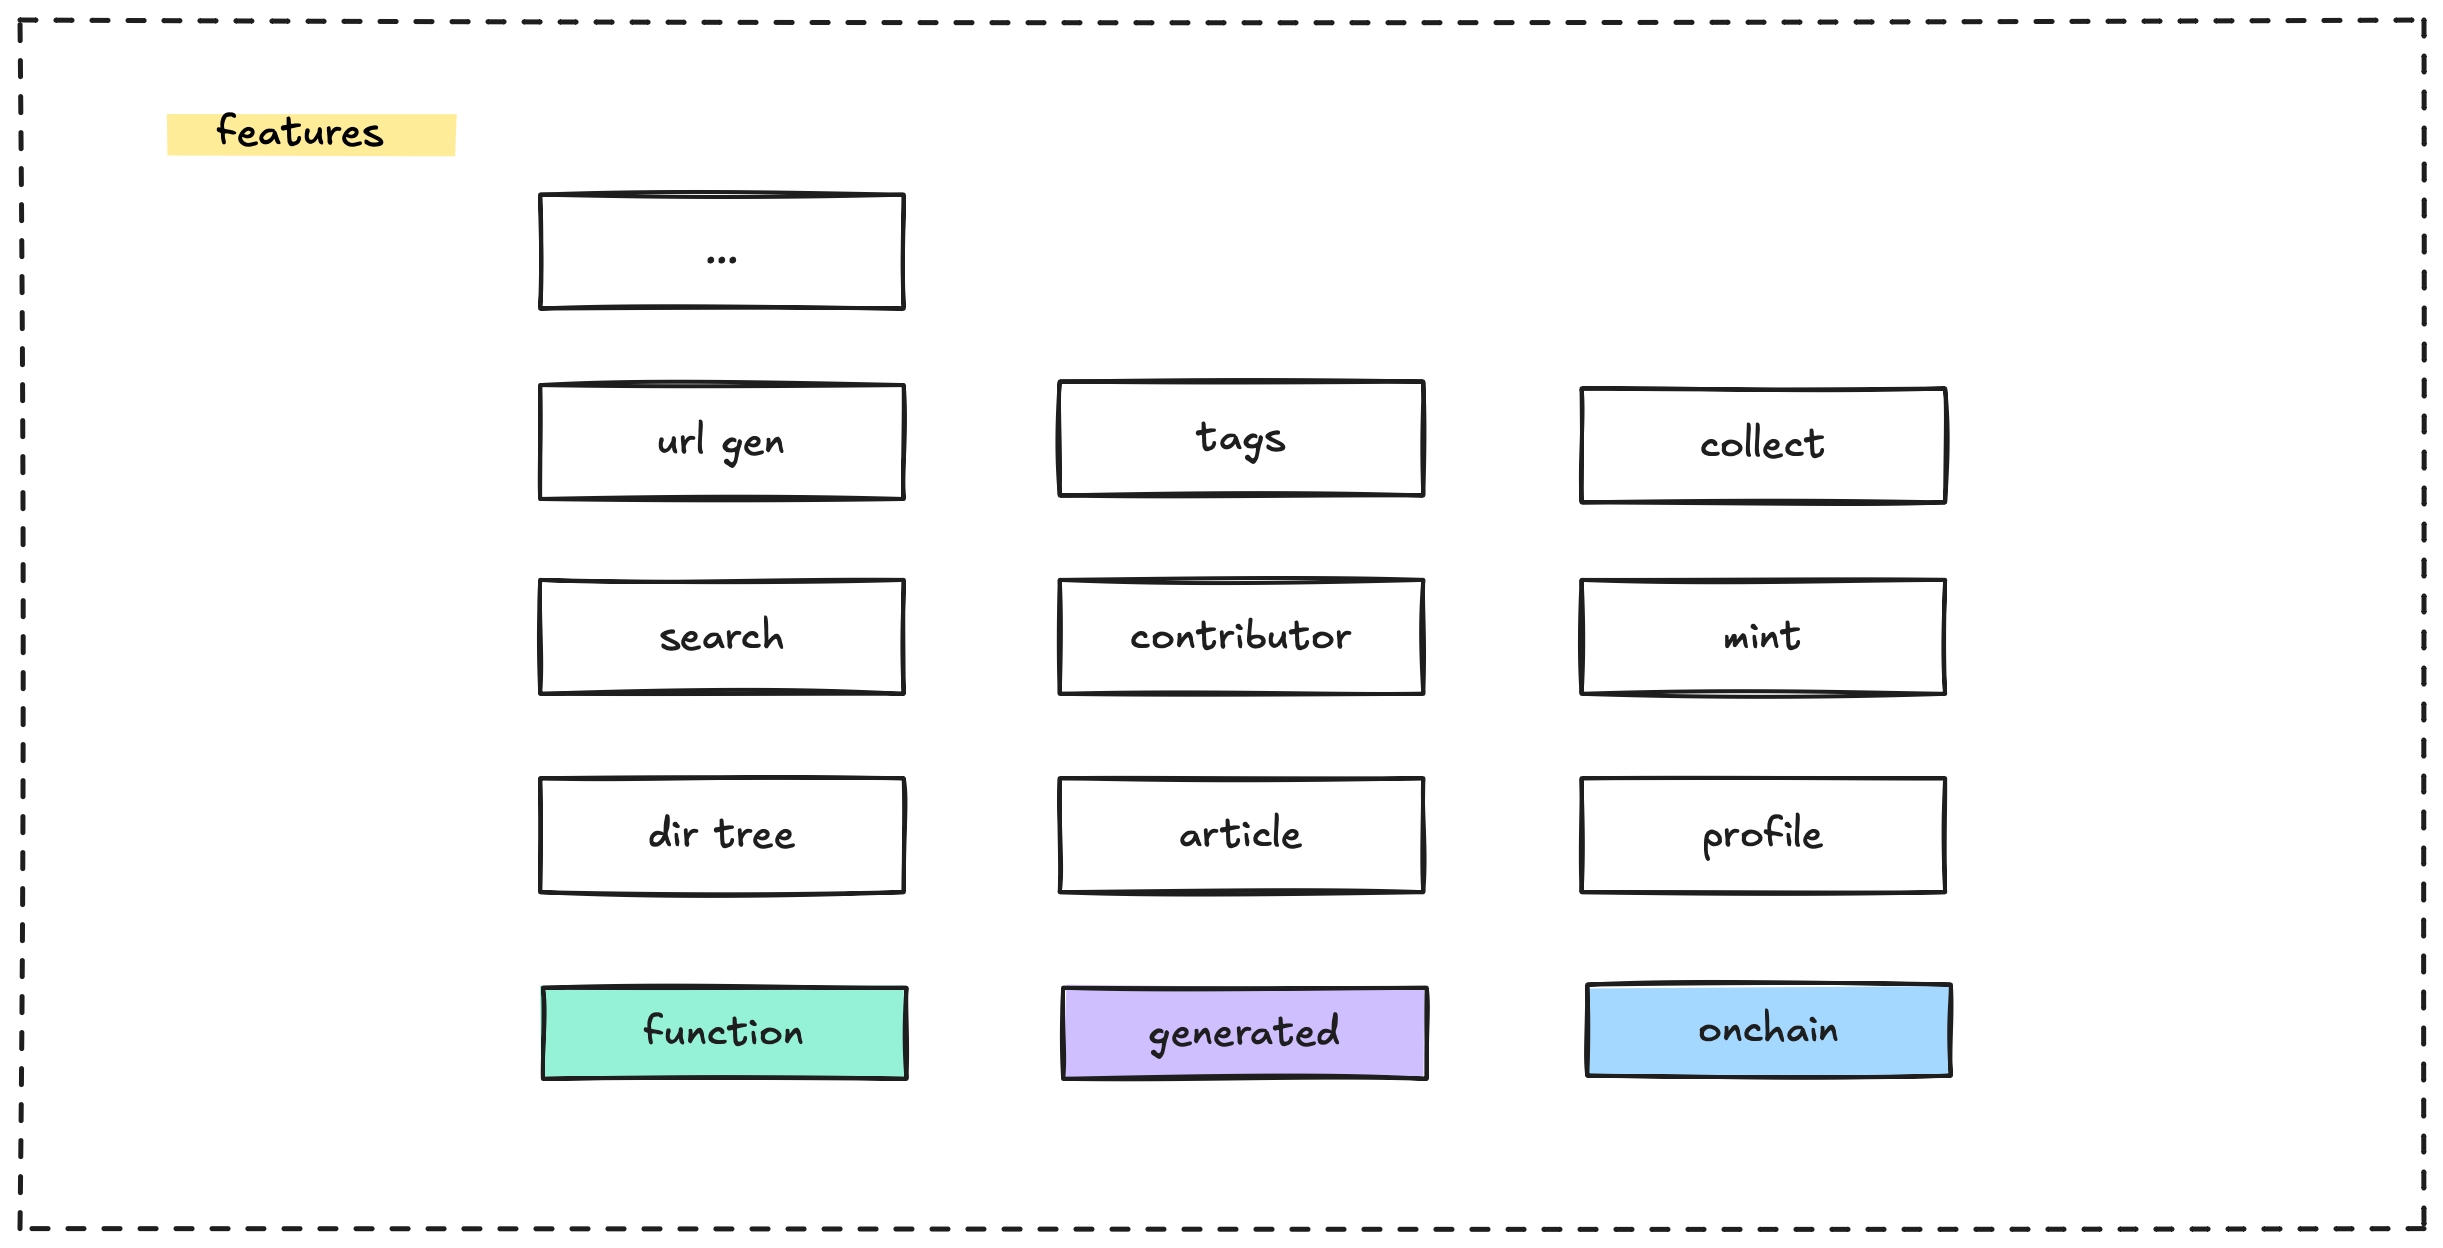 features
...
url gen
tags
collect
search
contributor
mint
dir tree
article
profile
function
generated
onchain